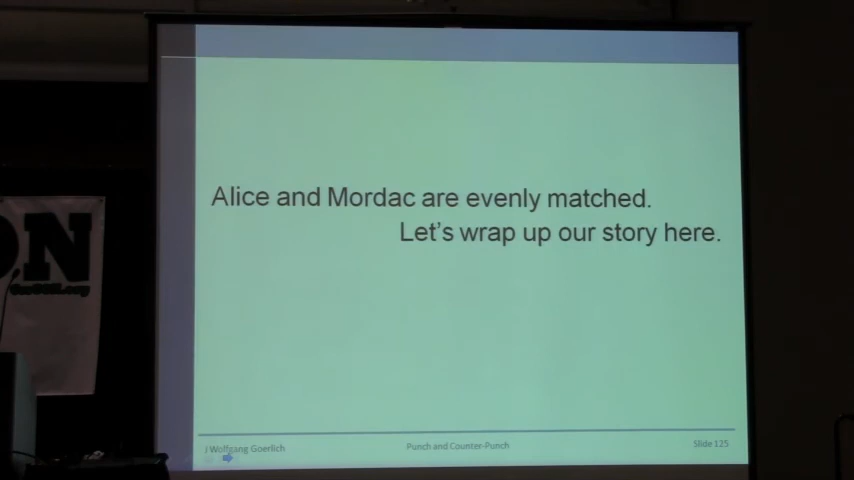 Alice and Mordac are evenly matched.
Let's wrap up our story here.
ON
J Wolfgang Goerlich
Punch and Counter-Punch
Slide 125